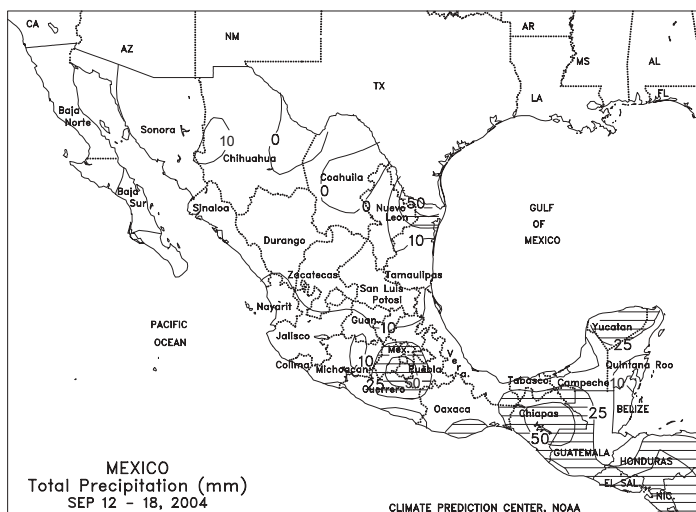 CA
AZ
NM
TX
AR
MS
AL
LA
FL
Baja
Norte
Sonora
10
0
Chihuahua
Coahuila
0
0
50
Nuevo
Leon
Baja
Sur
Sinaloa
GULF
OF
MEXICO
Durango
10
Zacatecas
Tamaulipas
San Luis
Potosi
Nayarit
PACIFIC
OCEAN
Guan.
10
Yucatan
25
Jalisco
Mex.
Vera.
10
Colima
Michoacan
Puebla
Quintana Roo
25
50
Guerrero
Tabasco
Campeche
10
Oaxaca
Chiapas
25
BELIZE
50
GUATEMALA
HONDURAS
EL SAL
NIC.
MEXICO
Total Precipitation (mm)
SEP 12 - 18, 2004
CLIMATE PREDICTION CENTER, NOAA